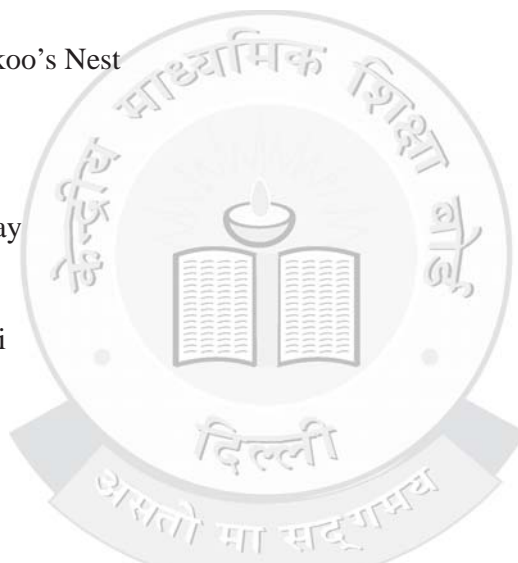 koo’s Nest
केन्द्रीय माध्यमिक शिक्षा बोर्ड
ay
i
दिल्ली
असतो मा सद्गमय